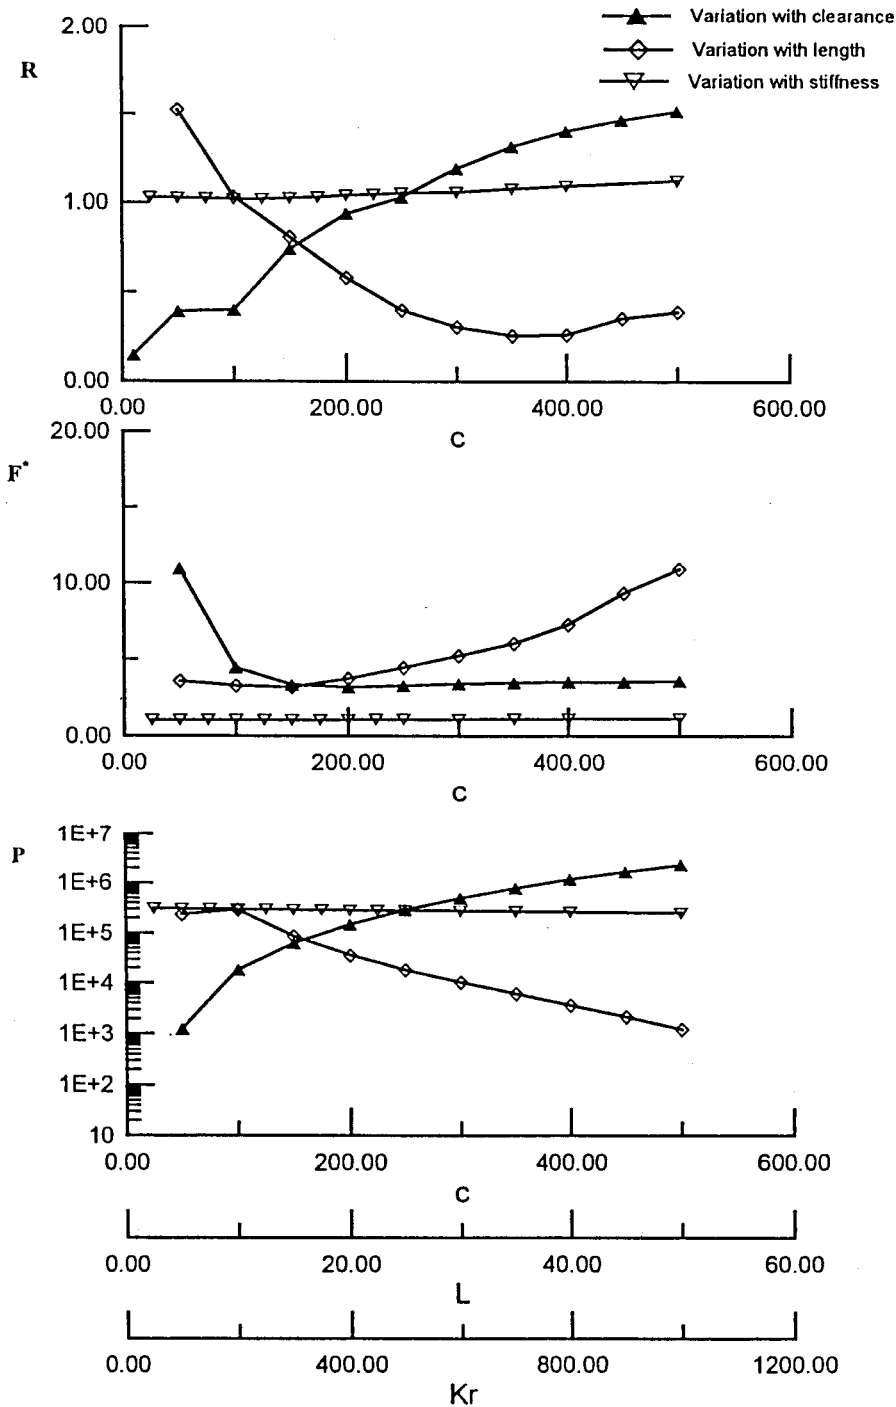 Variation with clearance
Variation with length
Variation with stiffness
2.00
R
1.00
0.00
0.00 200.00 400.00 600.00
C
20.00
F*
10.00
0.00
0.00 200.00 400.00 600.00
C
1E+7
P
1E+6
1E+5
1E+4
1E+3
1E+2
10
0.00 200.00 400.00 600.00
C
0.00 20.00 40.00 60.00
L
0.00 400.00 800.00 1200.00
Kr